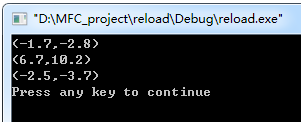 "D:\MFC_project\reload\Debug\reload.exe"
(-1.7,-2.8)
(6.7,10.2)
(-2.5,-3.7)
Press any key to continue